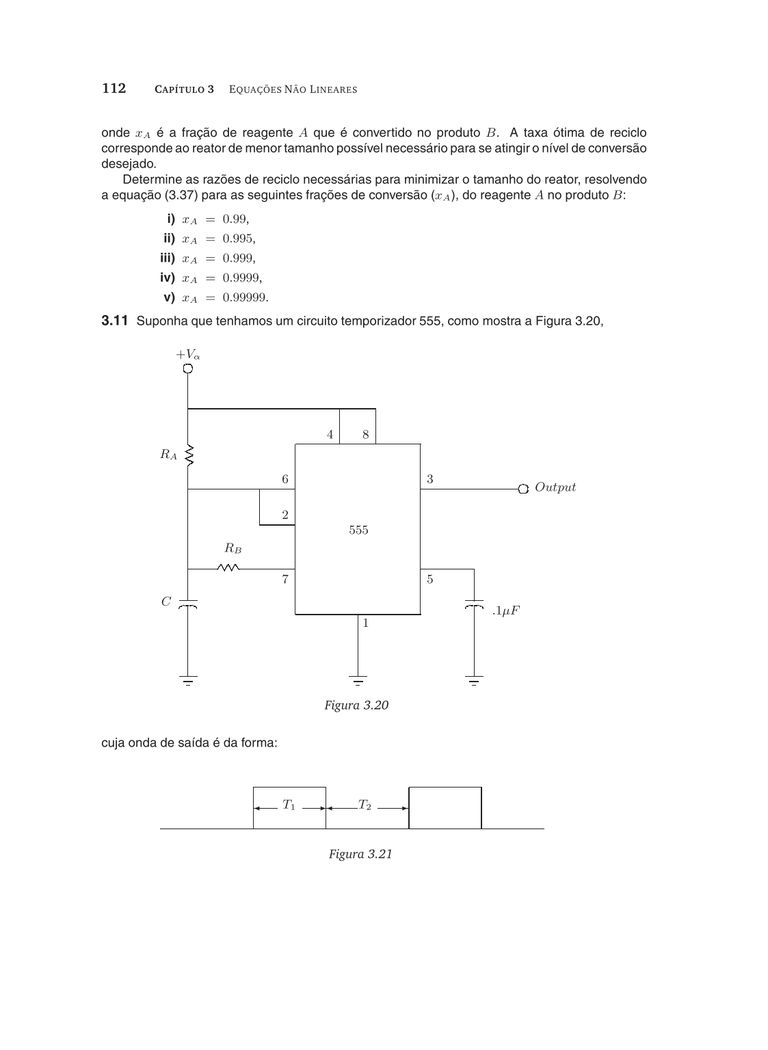 112 CAPÍTULO 3 EQUAÇÕES NÃO LINEARES
onde x_A é a fração de reagente A que é convertido no produto B. A taxa ótima de reciclo
corresponde ao reator de menor tamanho possível necessário para se atingir o nível de conversão
desejado.
Determine as razões de reciclo necessárias para minimizar o tamanho do reator, resolvendo
a equação (3.37) para as seguintes frações de conversão (x_A), do reagente A no produto B:
i) x_A = 0.99,
ii) x_A = 0.995,
iii) x_A = 0.999,
iv) x_A = 0.9999,
v) x_A = 0.99999.
3.11 Suponha que tenhamos um circuito temporizador 555, como mostra a Figura 3.20,
+V_α
4 8
R_A
6 3
Output
2
555
R_B
7 5
C
.1μF
1
Figura 3.20
cuja onda de saída é da forma:
T_1 T_2
Figura 3.21